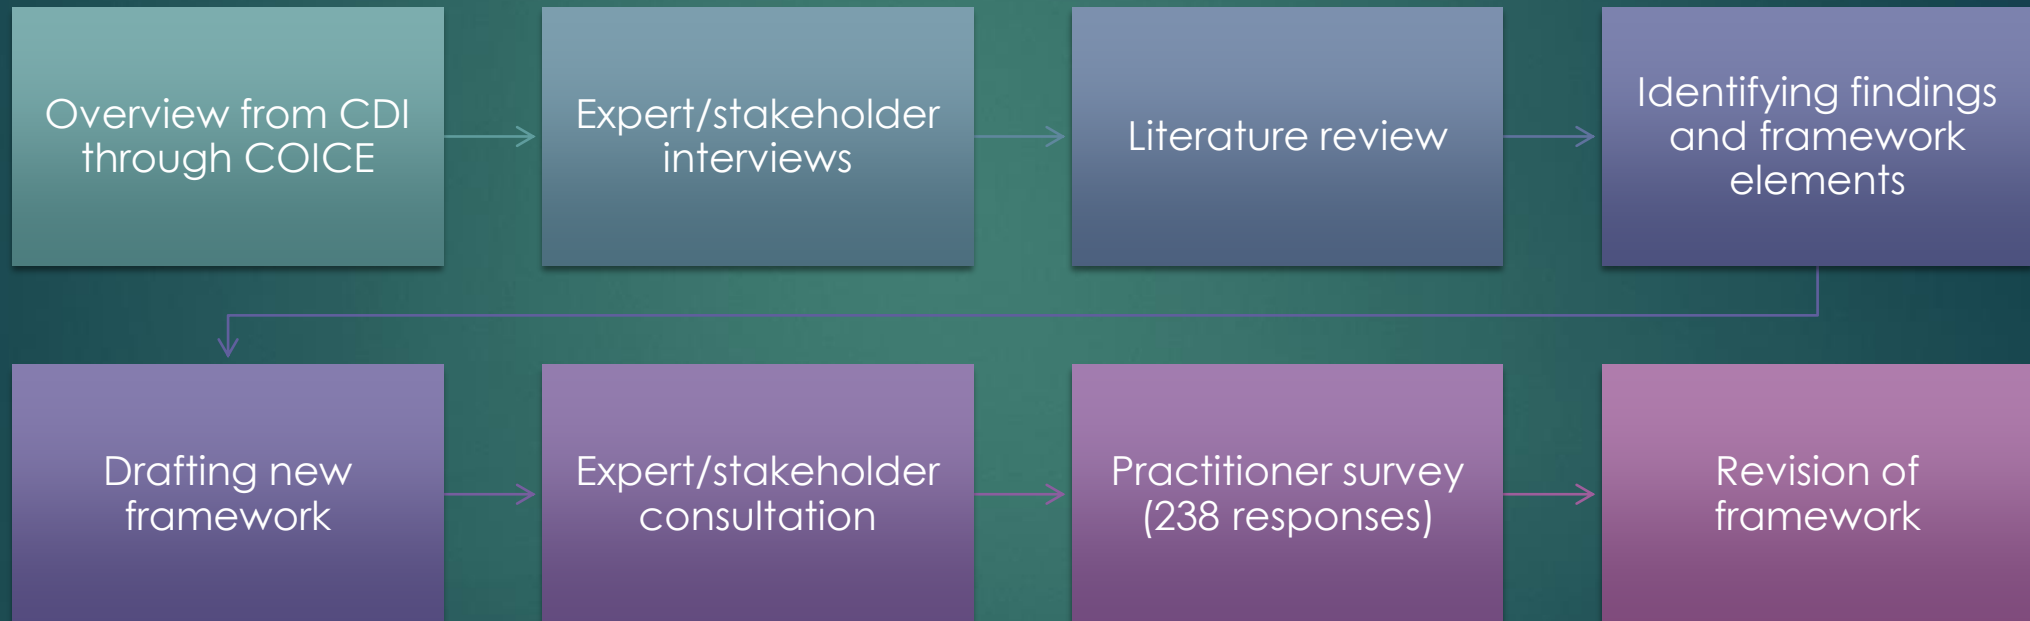 Overview from CDI
through COICE
Expert/stakeholder
interviews
Literature review
Identifying findings
and framework
elements
Drafting new
framework
Expert/stakeholder
consultation
Practitioner survey
(238 responses)
Revision of
framework